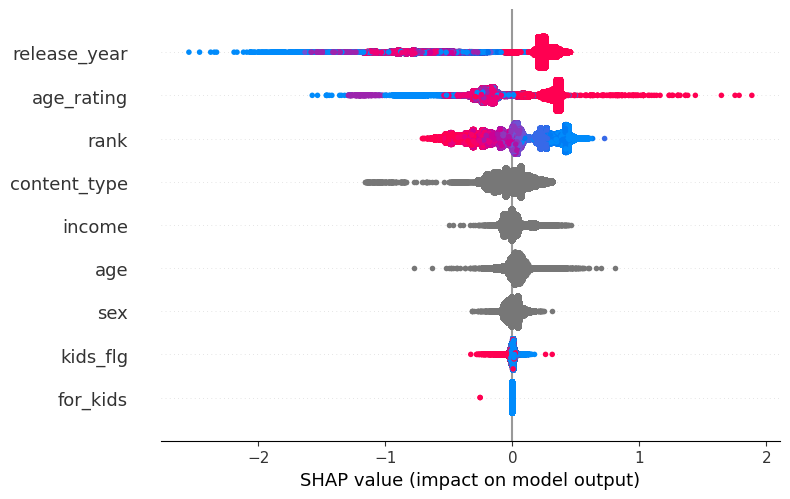 release_year
age_rating
rank
content_type
income
age
sex
kids_flg
for_kids
−2 −1 0 1 2
SHAP value (impact on model output)